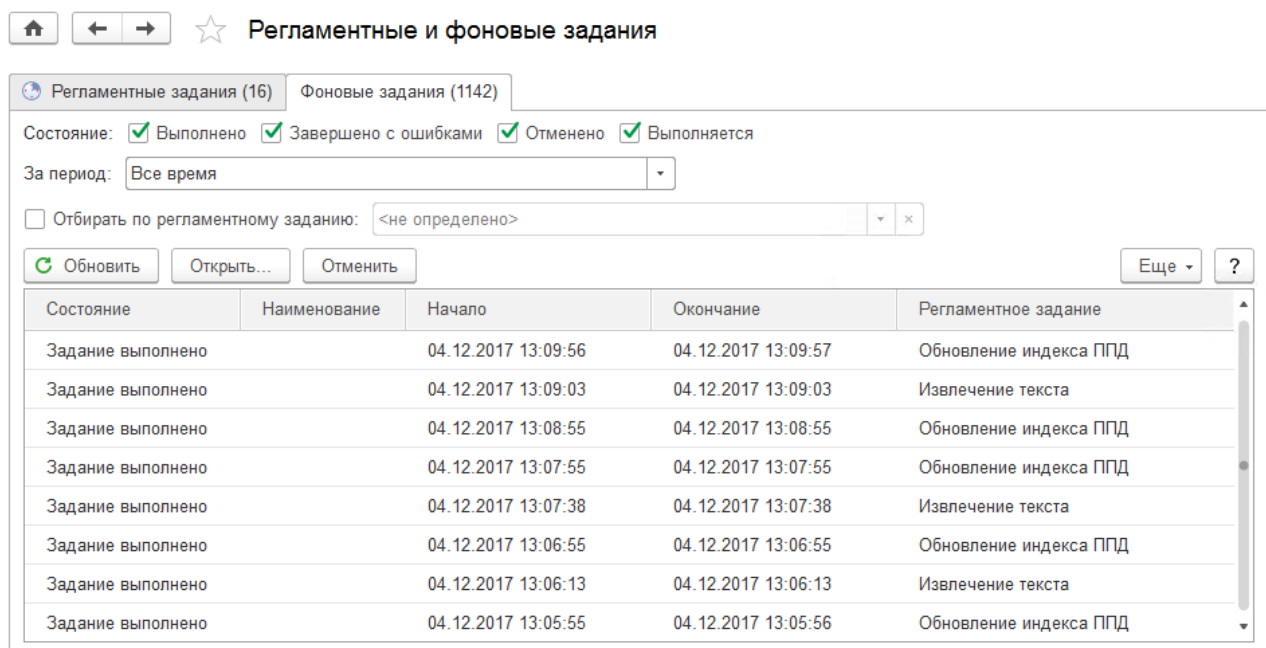 Регламентные и фоновые задания
Регламентные задания (16) Фоновые задания (1142)
Состояние: Выполнено Завершено с ошибками Отменено Выполняется
За период: Все время
Отбирать по регламентному заданию: <не определено>
Обновить Открыть... Отменить Еще ?
Состояние Наименование Начало Окончание Регламентное задание
Задание выполнено 04.12.2017 13:09:56 04.12.2017 13:09:57 Обновление индекса ППД
Задание выполнено 04.12.2017 13:09:03 04.12.2017 13:09:03 Извлечение текста
Задание выполнено 04.12.2017 13:08:55 04.12.2017 13:08:55 Обновление индекса ППД
Задание выполнено 04.12.2017 13:07:55 04.12.2017 13:07:55 Обновление индекса ППД
Задание выполнено 04.12.2017 13:07:38 04.12.2017 13:07:38 Извлечение текста
Задание выполнено 04.12.2017 13:06:55 04.12.2017 13:06:55 Обновление индекса ППД
Задание выполнено 04.12.2017 13:06:13 04.12.2017 13:06:13 Извлечение текста
Задание выполнено 04.12.2017 13:05:55 04.12.2017 13:05:56 Обновление индекса ППД